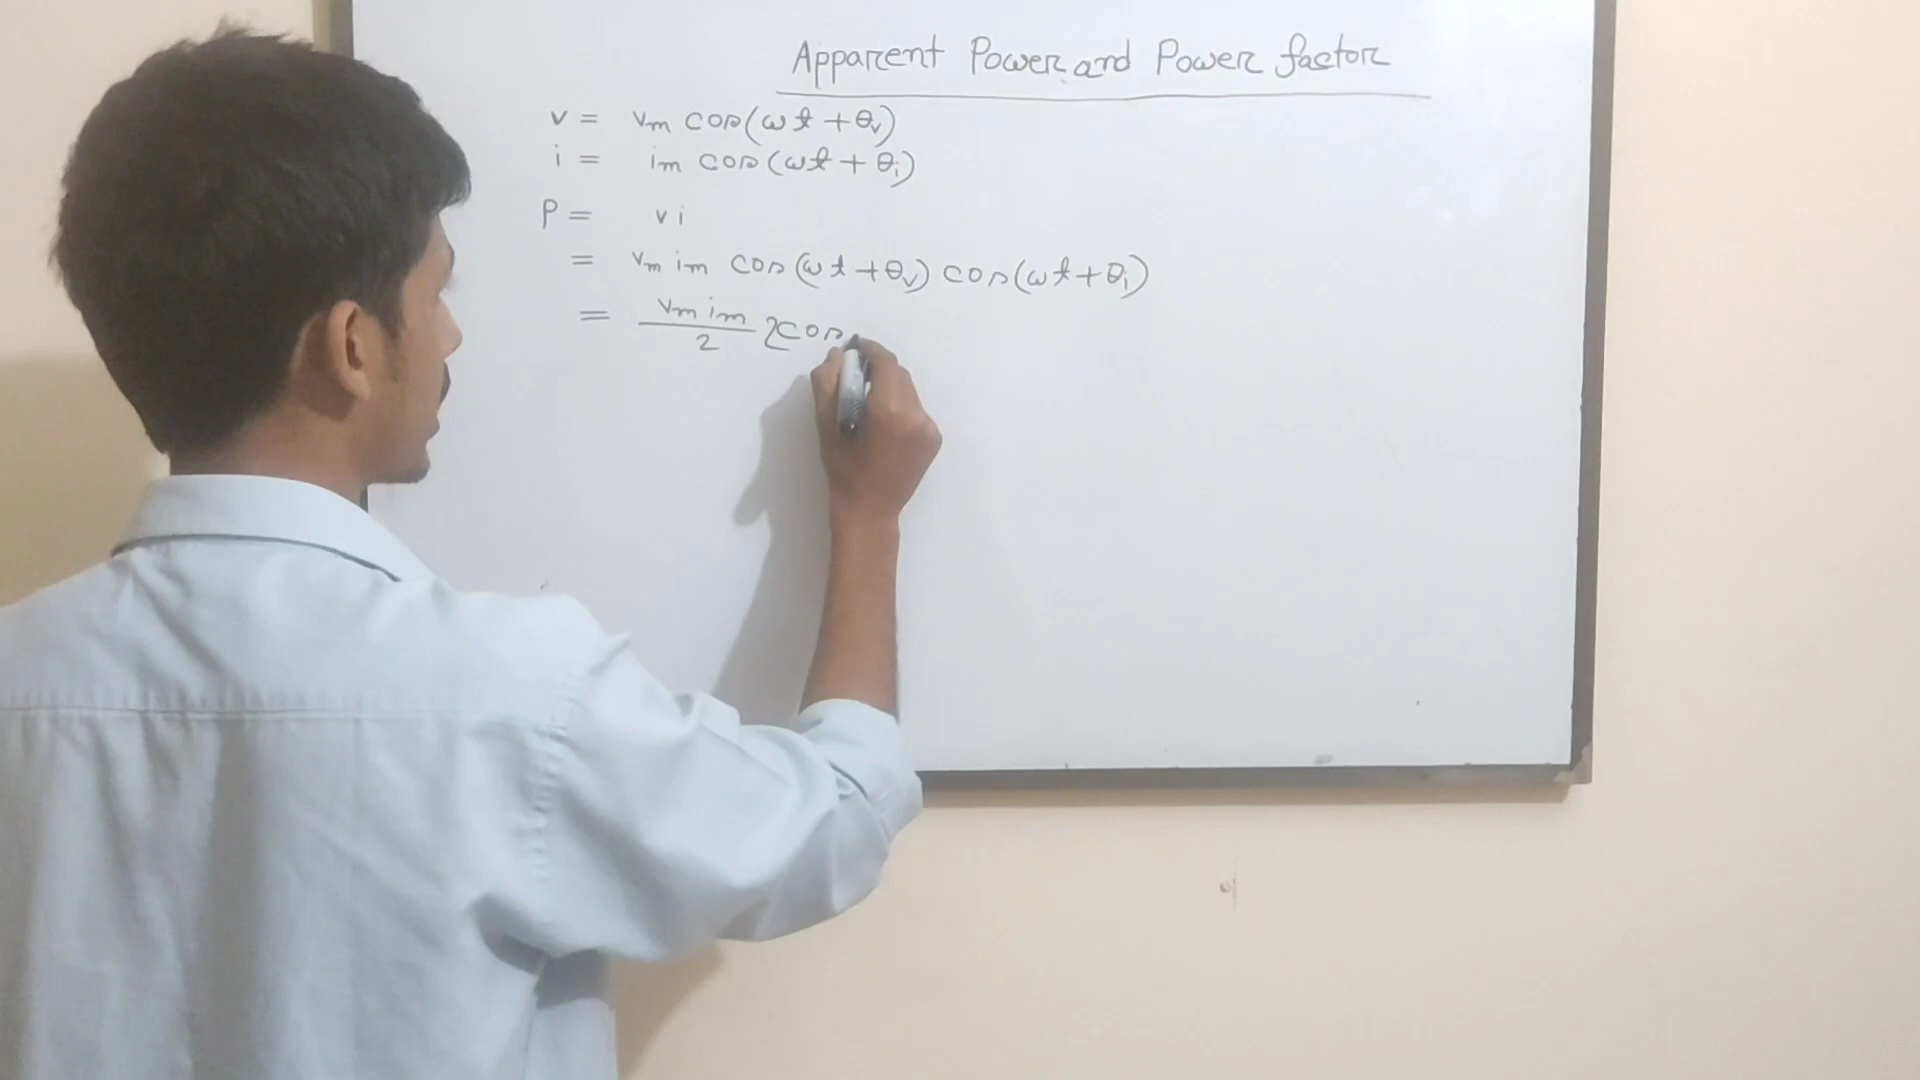 Apparent Power and Power factor
v = vm cos(ωt + θv)
i = im cos(ωt + θi)
P = vi
= vm im cos(ωt + θv) cos(ωt + θi)
= vm im / 2 2cos